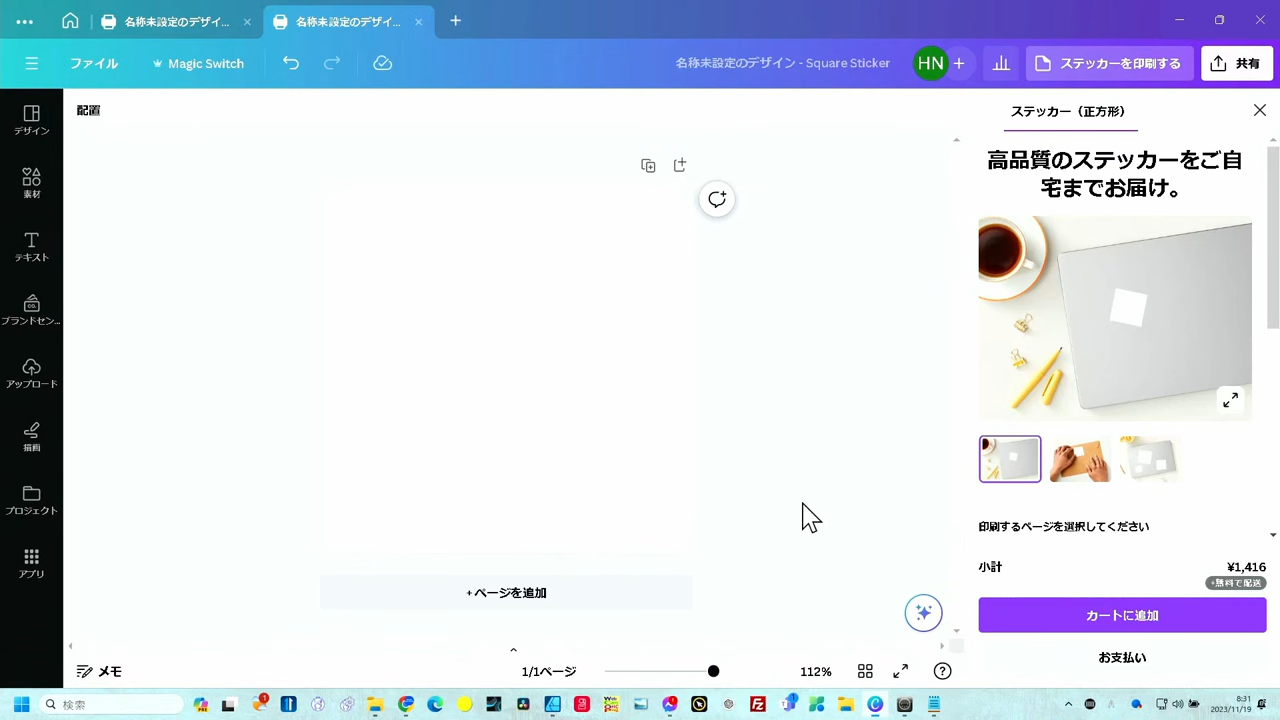 名称未設定のデザイ...
名称未設定のデザイ...
ファイル
Magic Switch
名称未設定のデザイン - Square Sticker
HN
ステッカーを印刷する
共有
デザイン
素材
テキスト
ブランドセン...
アップロード
描画
プロジェクト
アプリ
配置
+ ページを追加
ステッカー（正方形）
高品質のステッカーをご自
宅までお届け。
印刷するページを選択してください
小計
¥1,416
+無料で配送
カートに追加
お支払い
メモ
1/1ページ
112%
検索
8:31
2023/11/19